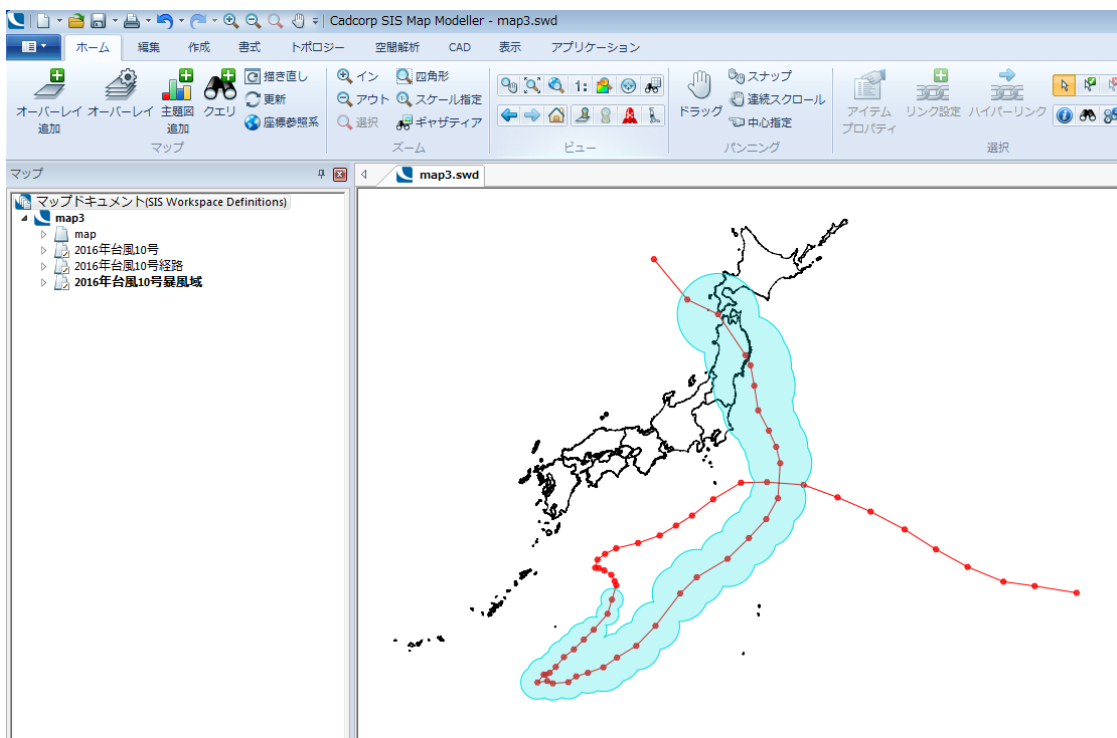 Cadcorp SIS Map Modeller - map3.swd
ホーム 編集 作成 書式 トポロジー 空間解析 CAD 表示 アプリケーション
オーバーレイ追加
オーバーレイ
主題図追加
クエリ
描き直し
更新
座標参照系
マップ
イン
アウト
選択
四角形
スケール指定
ギャザティア
ズーム
1:
ビュー
ドラッグ
スナップ
連続スクロール
中心指定
パンニング
アイテム
プロパティ
リンク設定
ハイパーリンク
選択
マップ
map3.swd
マップドキュメント(SIS Workspace Definitions)
map3
map
2016年台風10号
2016年台風10号経路
2016年台風10号暴風域